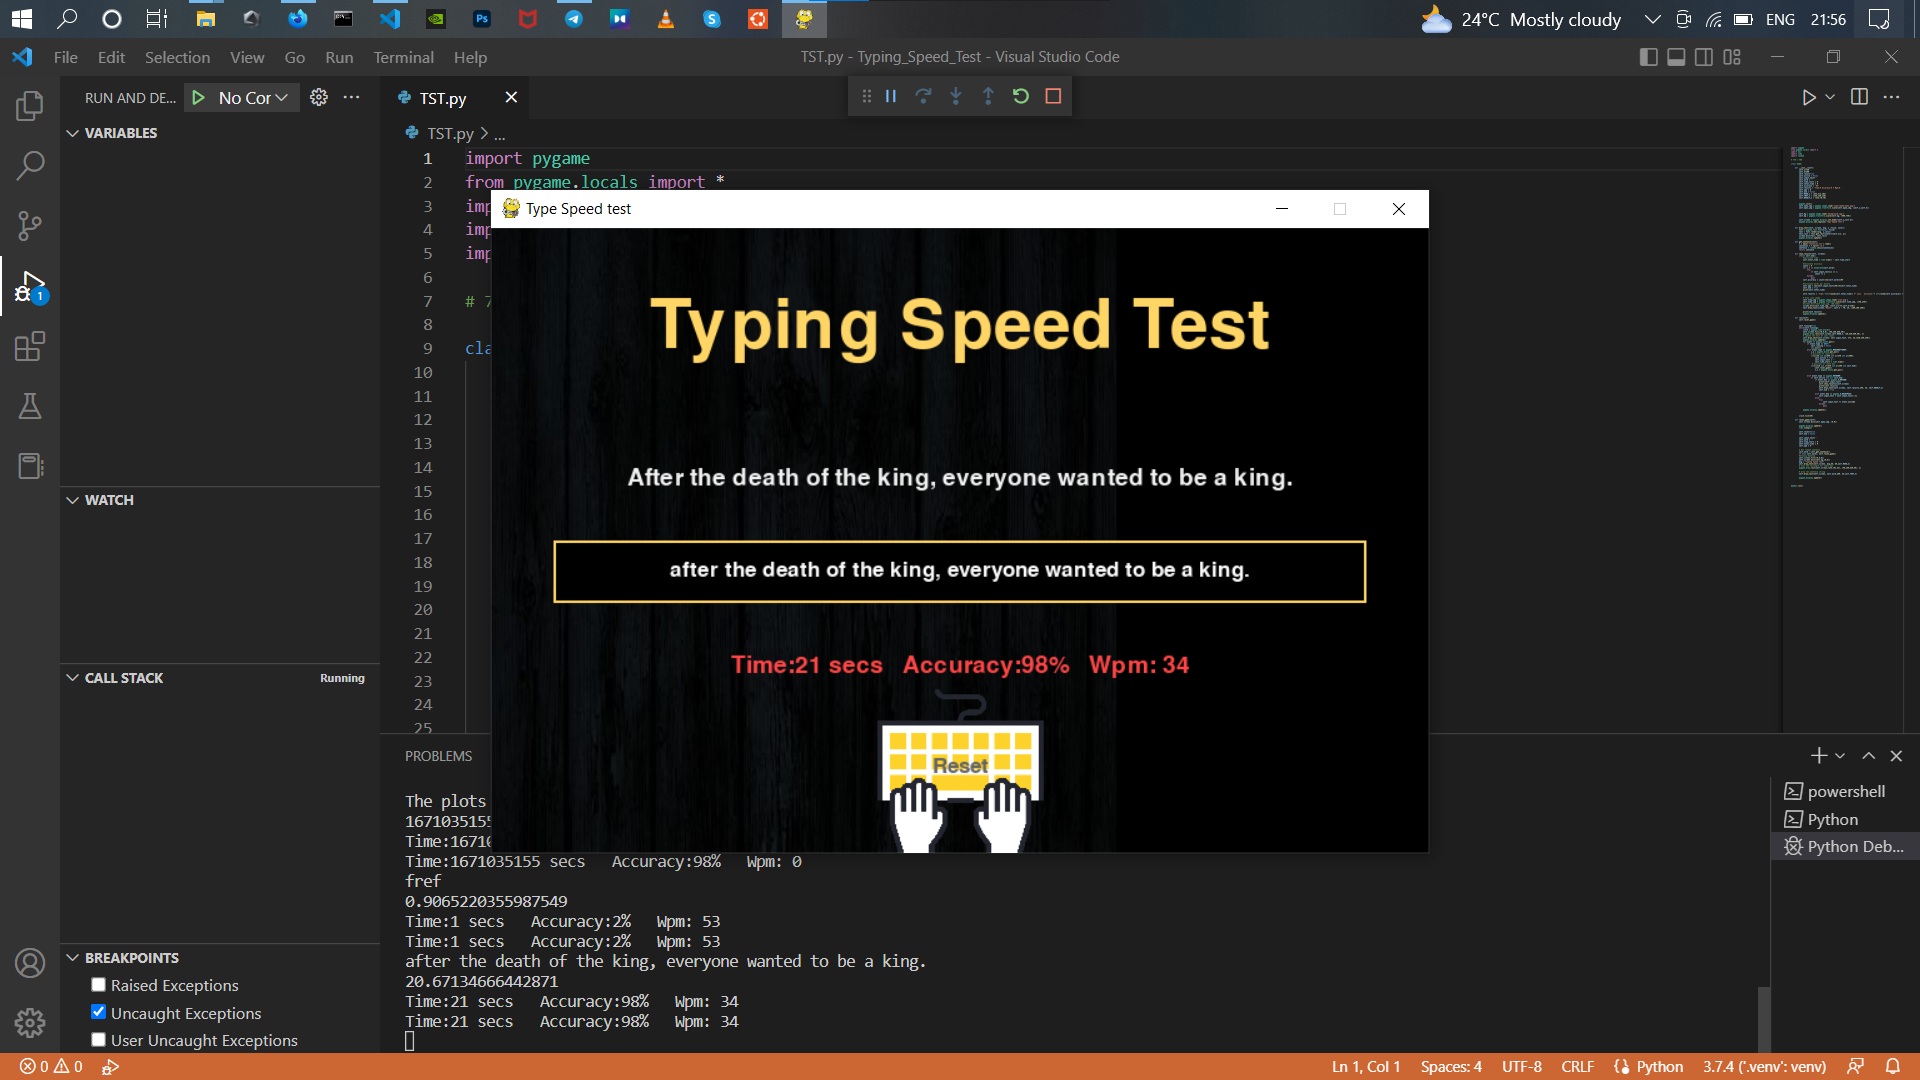 24°C Mostly cloudy ENG 21:56
File Edit Selection View Go Run Terminal Help
TST.py - Typing_Speed_Test - Visual Studio Code
RUN AND DE... No Cor
TST.py
VARIABLES
TST.py > ...
1 import pygame
2 from pygame.locals import *
3 imp
4 imp
5 imp
6
7 # 7
8
9 cla
10
11
12
13
14
15
16
17
18
19
20
21
22
23
24
25
Type Speed test
Typing Speed Test
After the death of the king, everyone wanted to be a king.
after the death of the king, everyone wanted to be a king.
Time:21 secs Accuracy:98% Wpm: 34
Reset
WATCH
CALL STACK Running
1
BREAKPOINTS
Raised Exceptions
Uncaught Exceptions
User Uncaught Exceptions
PROBLEMS
The plots
1671035155
Time:1671
Time:1671035155 secs Accuracy:98% Wpm: 0
fref
0.9065220355987549
Time:1 secs Accuracy:2% Wpm: 53
Time:1 secs Accuracy:2% Wpm: 53
after the death of the king, everyone wanted to be a king.
20.67134666442871
Time:21 secs Accuracy:98% Wpm: 34
Time:21 secs Accuracy:98% Wpm: 34
powershell
Python
Python Deb...
0 0
Ln 1, Col 1 Spaces: 4 UTF-8 CRLF Python 3.7.4 ('.venv': venv)